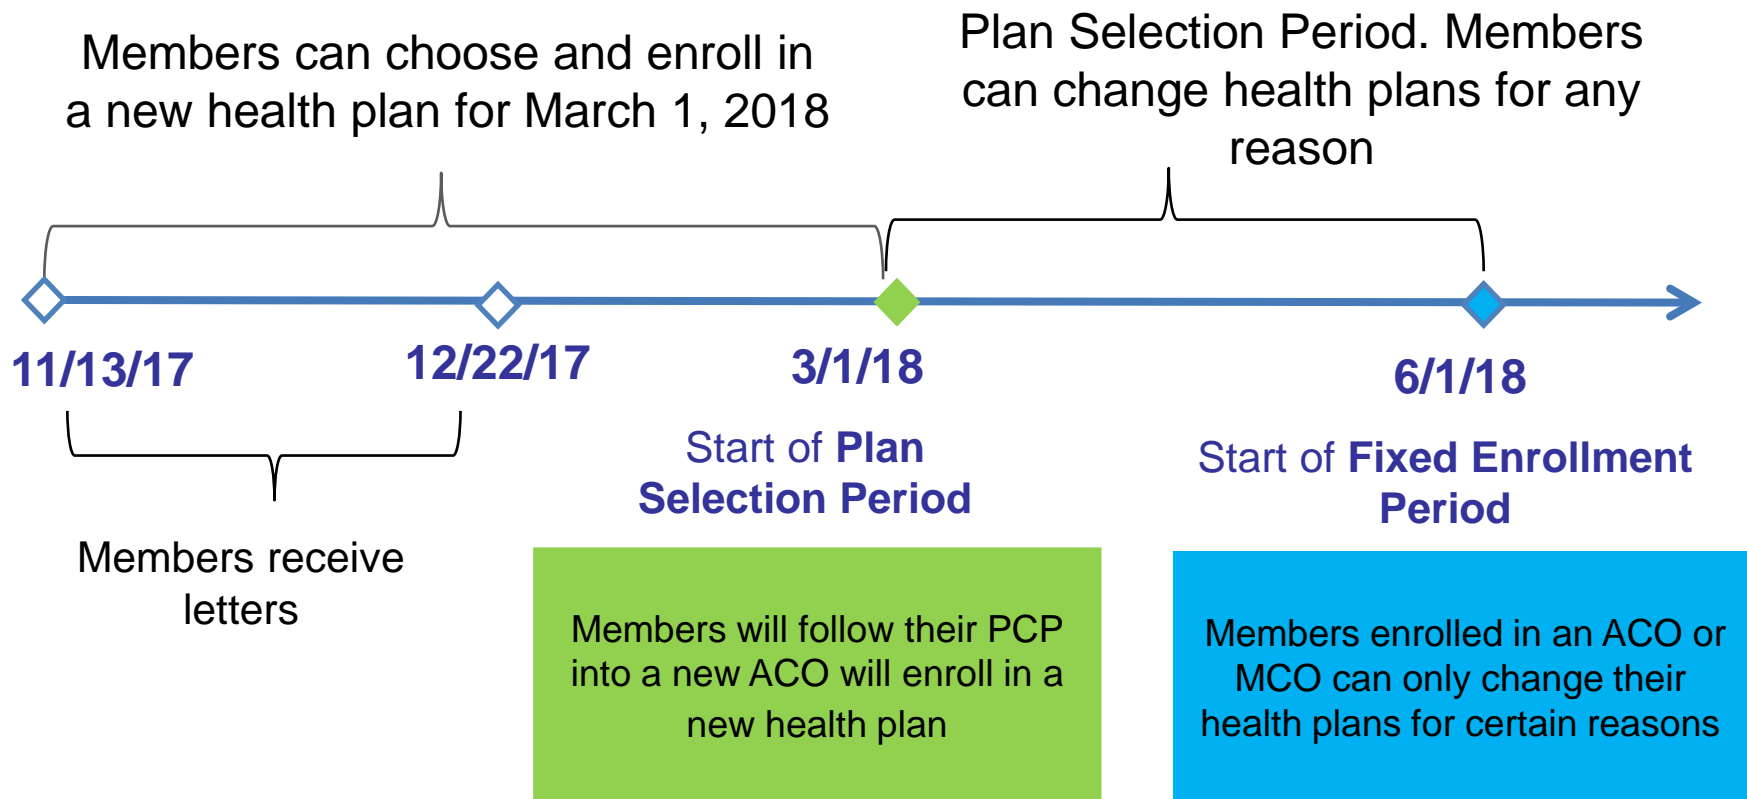 Members can choose and enroll in
a new health plan for March 1, 2018
Plan Selection Period. Members
can change health plans for any
reason
11/13/17
12/22/17
3/1/18
6/1/18
Members receive
letters
Start of Plan
Selection Period
Start of Fixed Enrollment
Period
Members will follow their PCP
into a new ACO will enroll in a
new health plan
Members enrolled in an ACO or
MCO can only change their
health plans for certain reasons